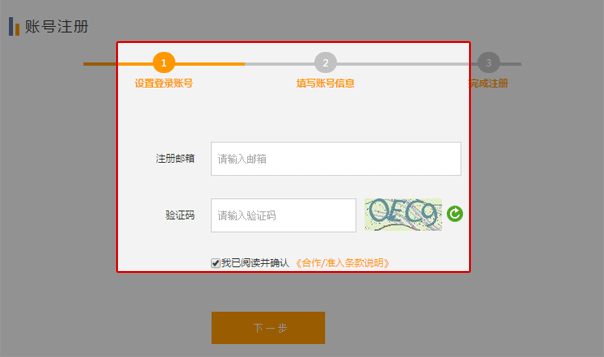 账号注册
1 2 3
设置登录账号 填写账号信息 完成注册
注册邮箱 请输入邮箱
验证码 请输入验证码 OEC9
我已阅读并确认 《合作/准入条款说明》
下一步